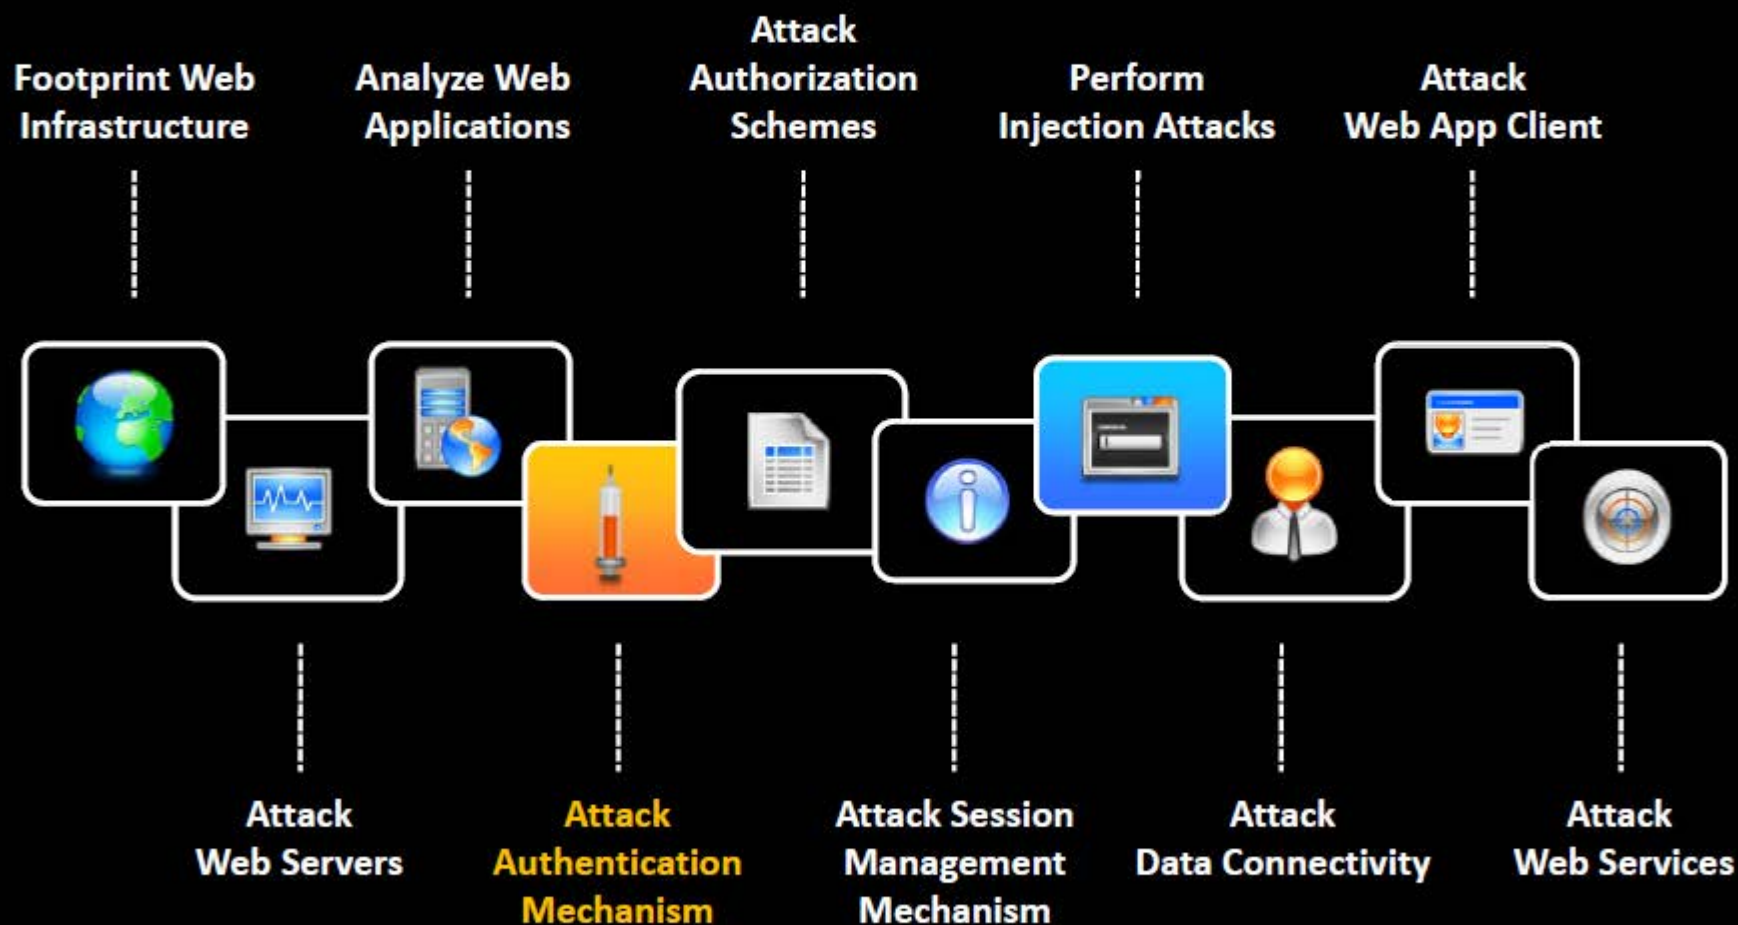 Footprint Web
Infrastructure
Analyze Web
Applications
Attack
Authorization
Schemes
Perform
Injection Attacks
Attack
Web App Client
Attack
Web Servers
Attack
Authentication
Mechanism
Attack Session
Management
Mechanism
Attack
Data Connectivity
Attack
Web Services